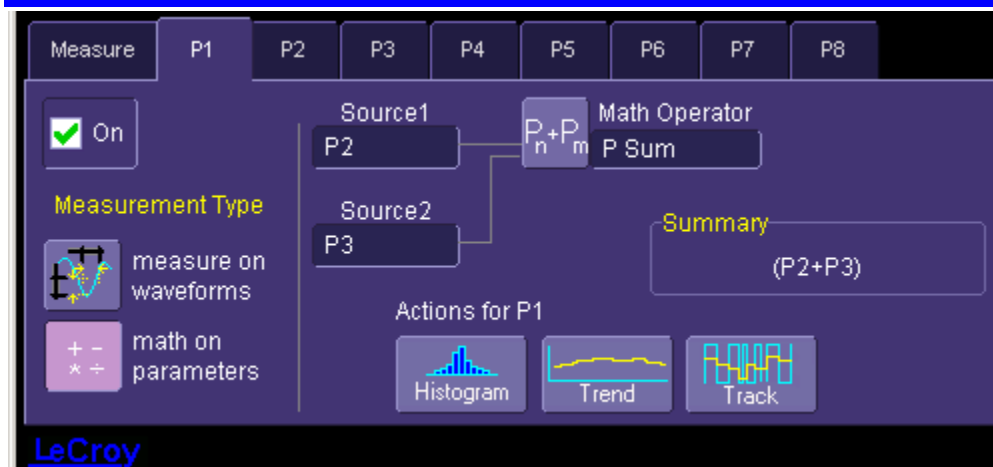 Measure P1 P2 P3 P4 P5 P6 P7 P8
On
Source1
P2
Pn+Pm
Math Operator
P Sum
Measurement Type
Source2
P3
Summary
(P2+P3)
measure on
waveforms
Actions for P1
+ −
* ÷
math on
parameters
Histogram
Trend
Track
LeCroy